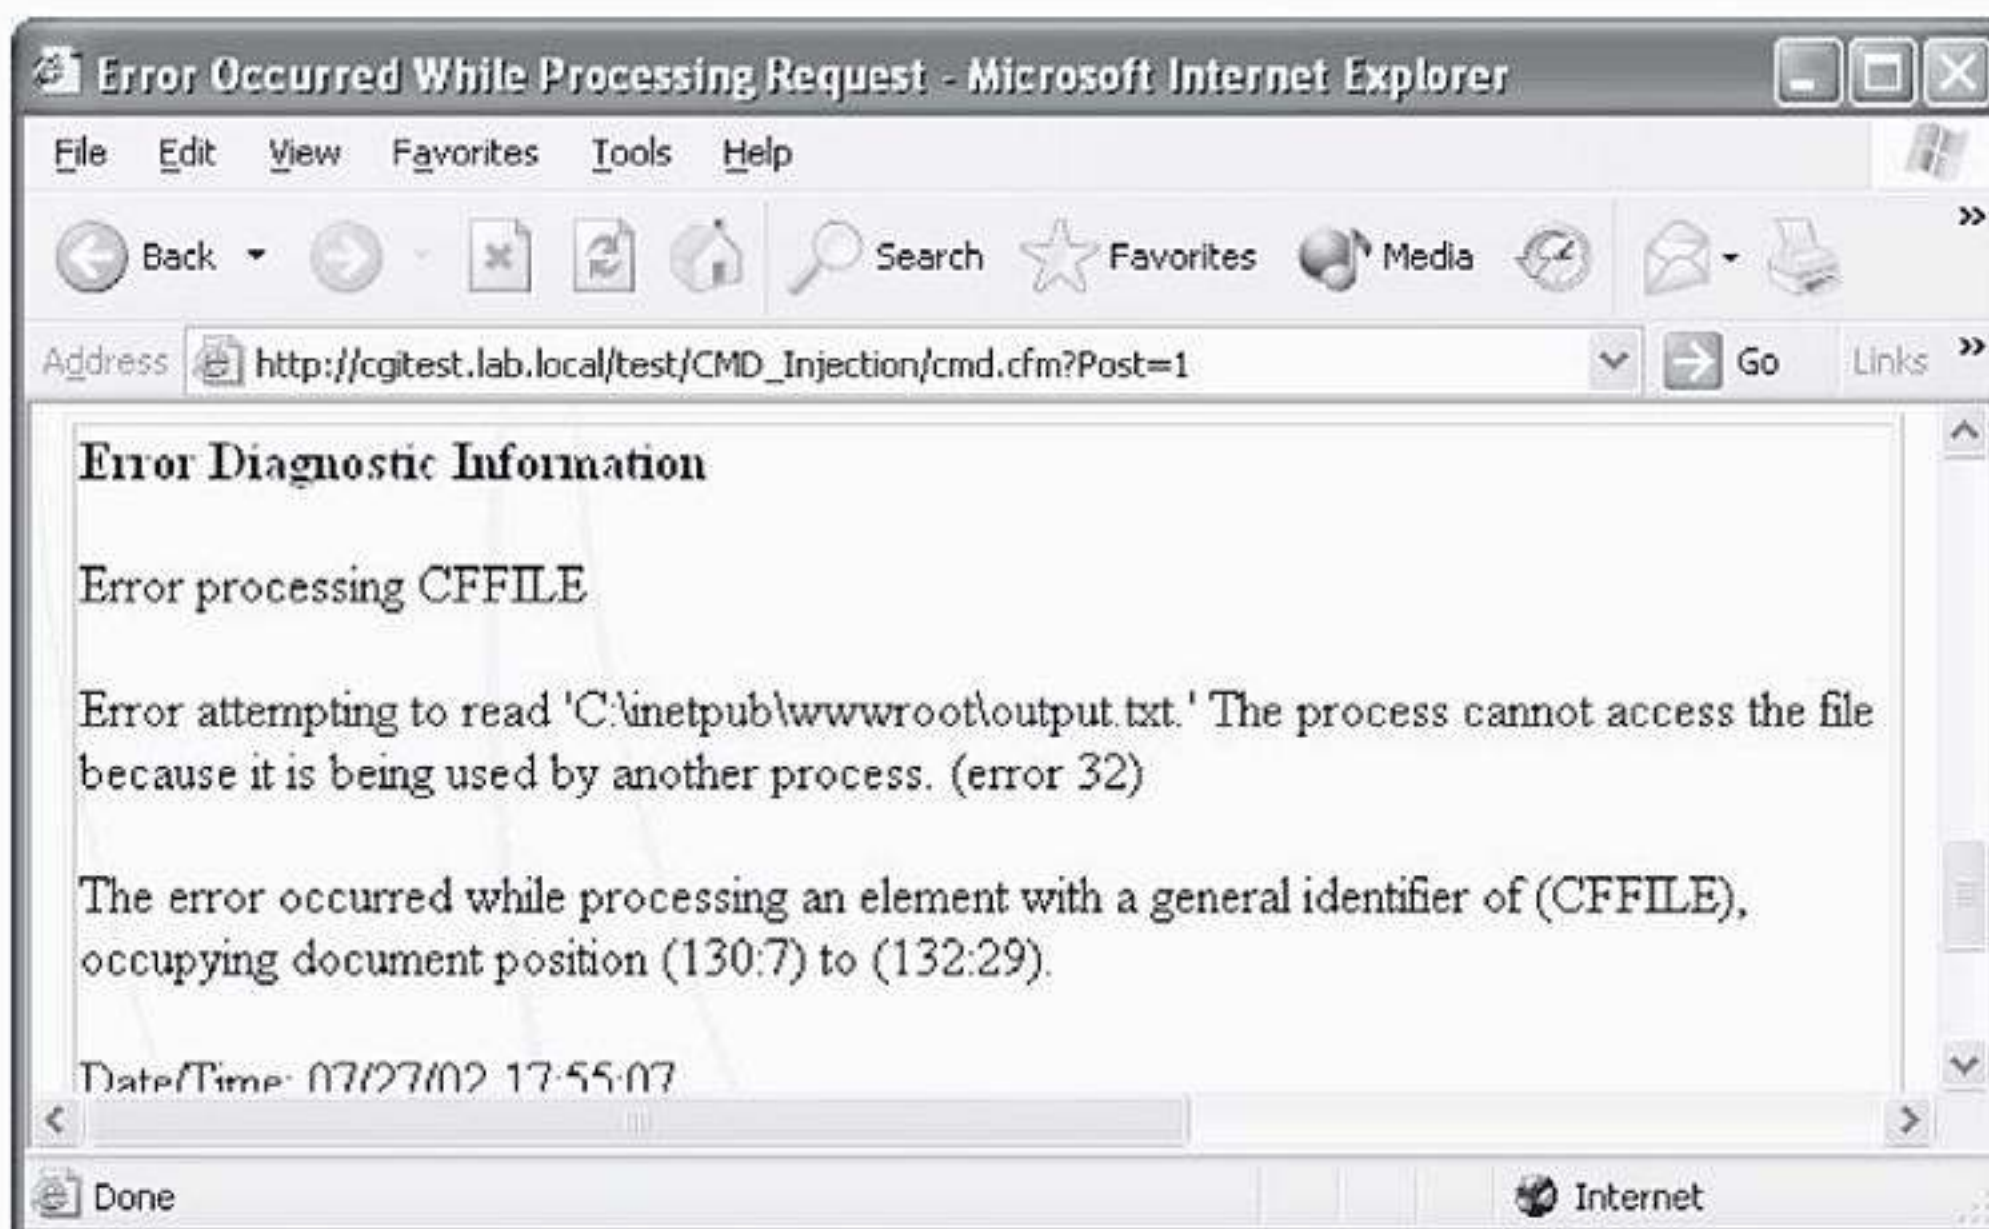 Error Occurred While Processing Request - Microsoft Internet Explorer
File Edit View Favorites Tools Help
Back Search Favorites Media »
Address http://cgitest.lab.local/test/CMD_Injection/cmd.cfm?Post=1 Go Links »
Error Diagnostic Information
Error processing CFFILE
Error attempting to read 'C:\inetpub\wwwroot\output.txt.' The process cannot access the file
because it is being used by another process. (error 32)
The error occurred while processing an element with a general identifier of (CFFILE),
occupying document position (130:7) to (132:29).
Date/Time: 07/27/02 17:55:07
Done Internet